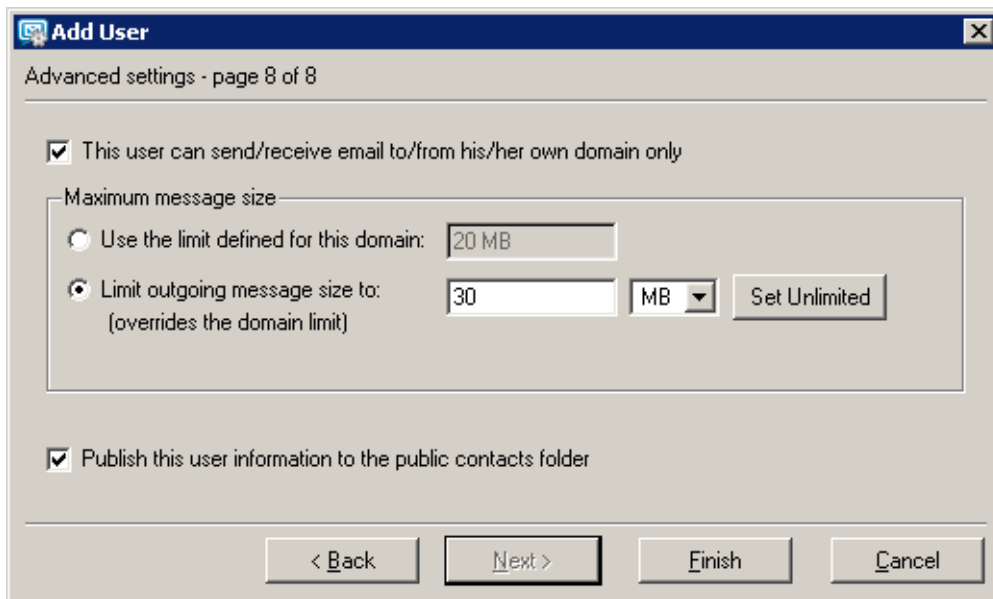 Add User
Advanced settings - page 8 of 8
This user can send/receive email to/from his/her own domain only
Maximum message size
Use the limit defined for this domain: 20 MB
Limit outgoing message size to: 30 MB Set Unlimited
(overrides the domain limit)
Publish this user information to the public contacts folder
< Back Next > Finish Cancel